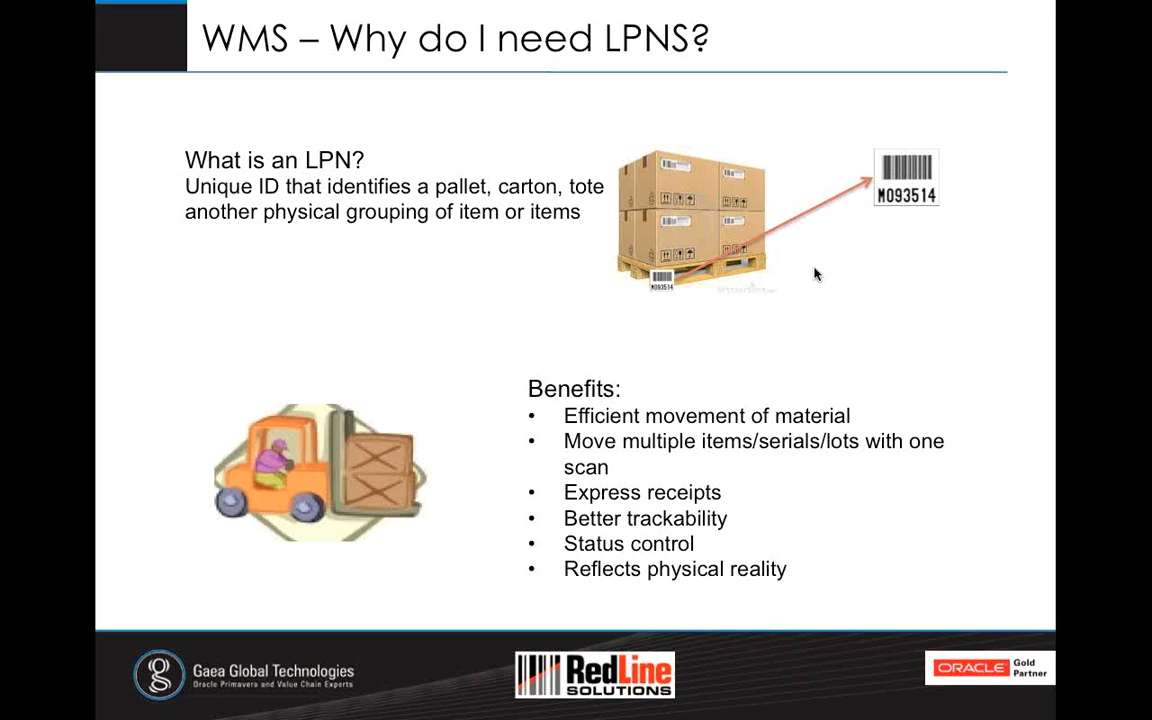 WMS – Why do I need LPNS?
What is an LPN?
Unique ID that identifies a pallet, carton, tote
another physical grouping of item or items
M093514
M093514
Benefits:
• Efficient movement of material
• Move multiple items/serials/lots with one
scan
• Express receipts
• Better trackability
• Status control
• Reflects physical reality
Gaea Global Technologies
Oracle Primavera and Value Chain Experts
RedLine
SOLUTIONS
ORACLE Gold
Partner